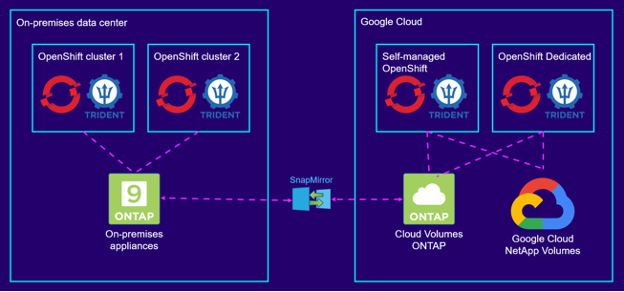 On-premises data center
OpenShift cluster 1
TRIDENT
OpenShift cluster 2
TRIDENT
9
ONTAP
On-premises
appliances
SnapMirror
Google Cloud
Self-managed
OpenShift
TRIDENT
OpenShift Dedicated
TRIDENT
ONTAP
Cloud Volumes
ONTAP
Google Cloud
NetApp Volumes